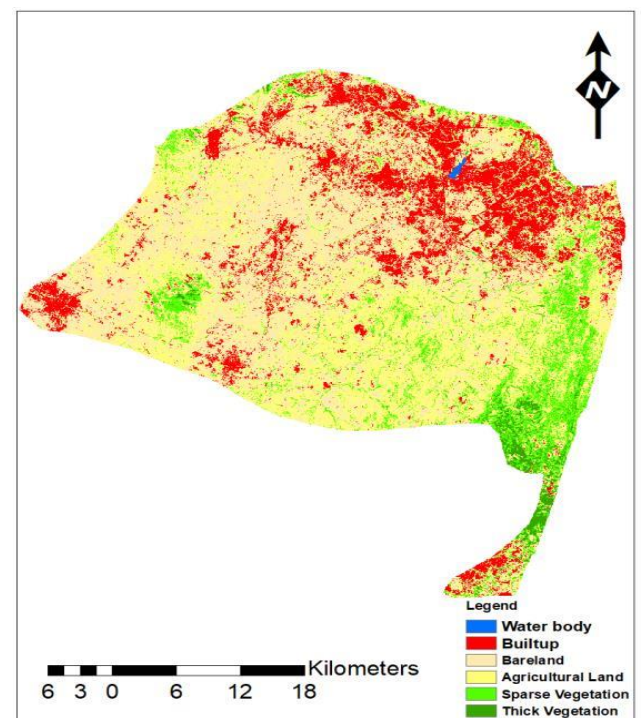 N
Legend
Water body
Builtup
Bareland
Agricultural Land
Sparse Vegetation
Thick Vegetation
Kilometers
6 3 0 6 12 18